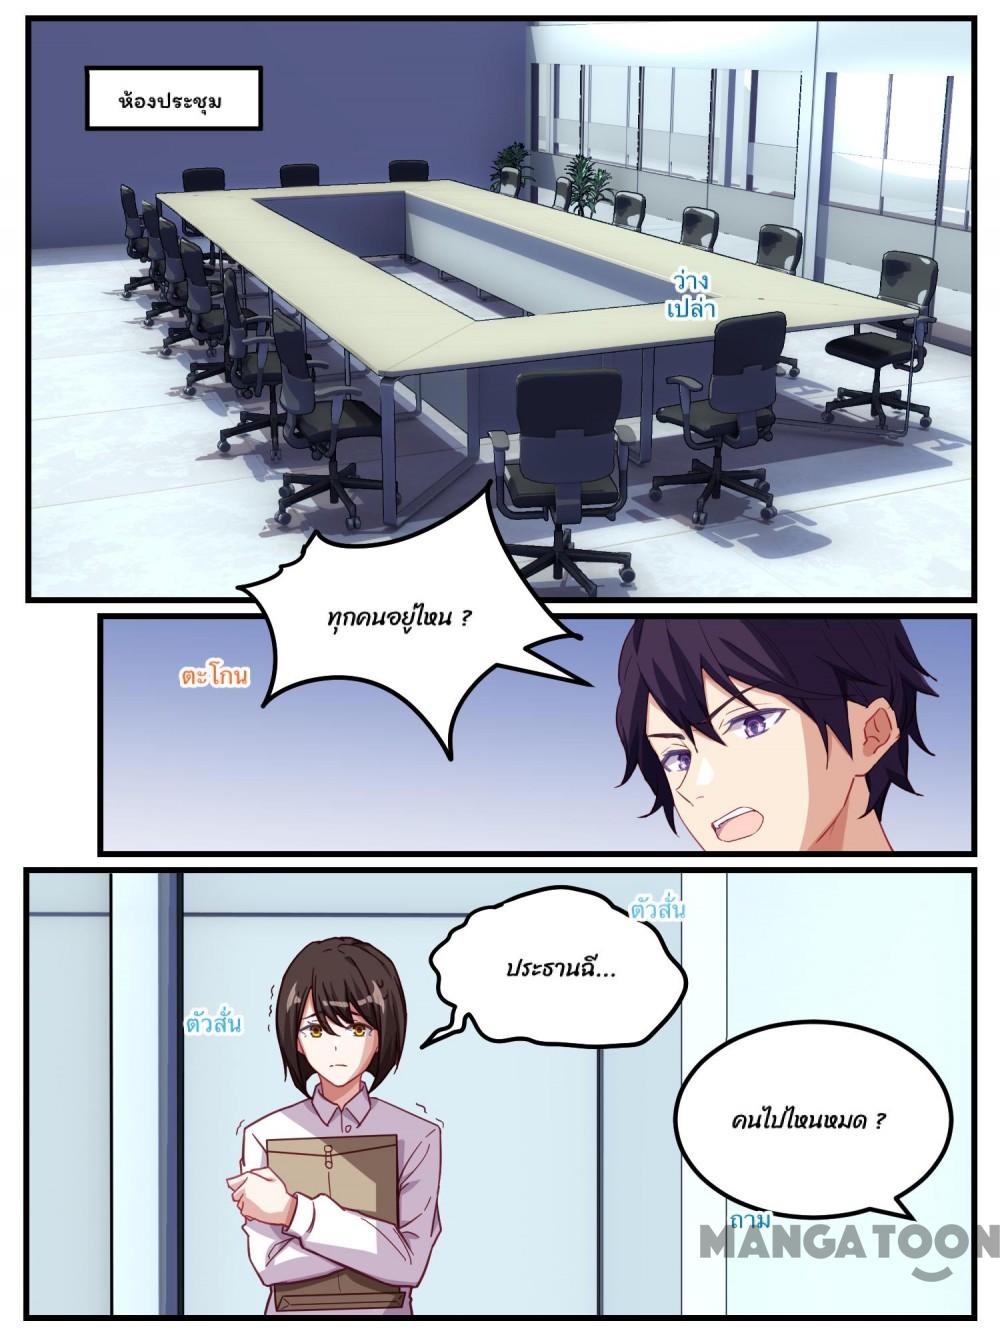 ห้องประชุม
ว่าง
เปล่า
ทุกคนอยู่ไหน ?
ตะโกน
ตัวสั่น
ประธานฉี...
ตัวสั่น
คนไปไหนหมด ?
ถาม
MANGATOON